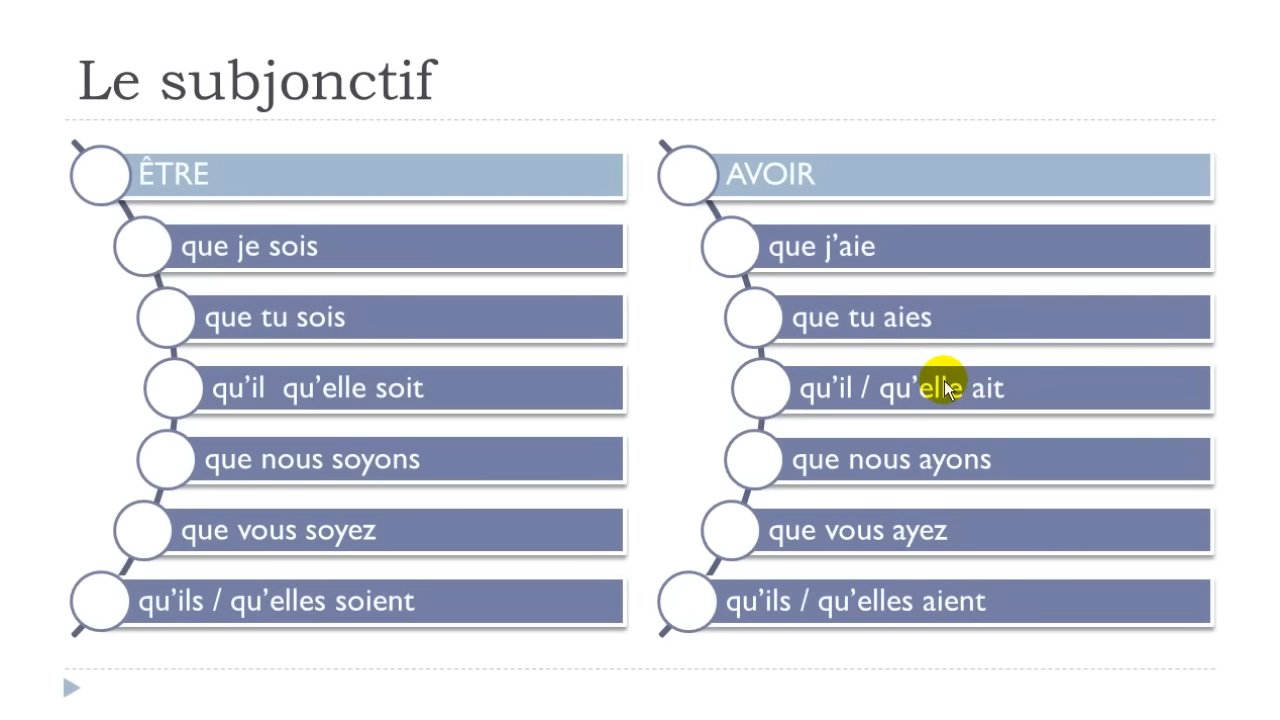 Le subjonctif
ÊTRE
que je sois
que tu sois
qu’il  qu’elle soit
que nous soyons
que vous soyez
qu’ils / qu’elles soient
AVOIR
que j’aie
que tu aies
qu’il / qu’elle ait
que nous ayons
que vous ayez
qu’ils / qu’elles aient